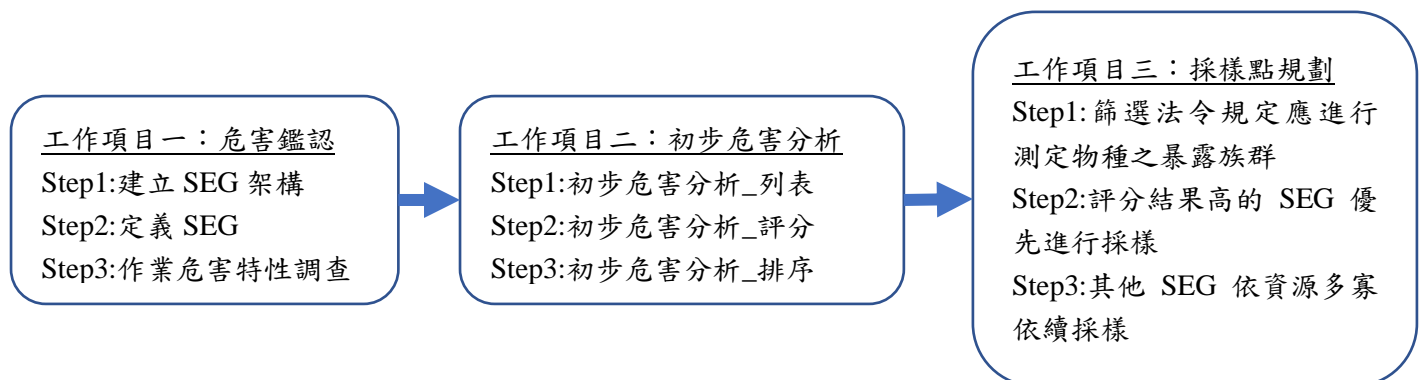 工作項目一：危害鑑認
Step1:建立 SEG 架構
Step2:定義 SEG
Step3:作業危害特性調查
工作項目二：初步危害分析
Step1:初步危害分析_列表
Step2:初步危害分析_評分
Step3:初步危害分析_排序
工作項目三：採樣點規劃
Step1:篩選法令規定應進行
測定物種之暴露族群
Step2:評分結果高的 SEG 優
先進行採樣
Step3:其他 SEG 依資源多寡
依續採樣